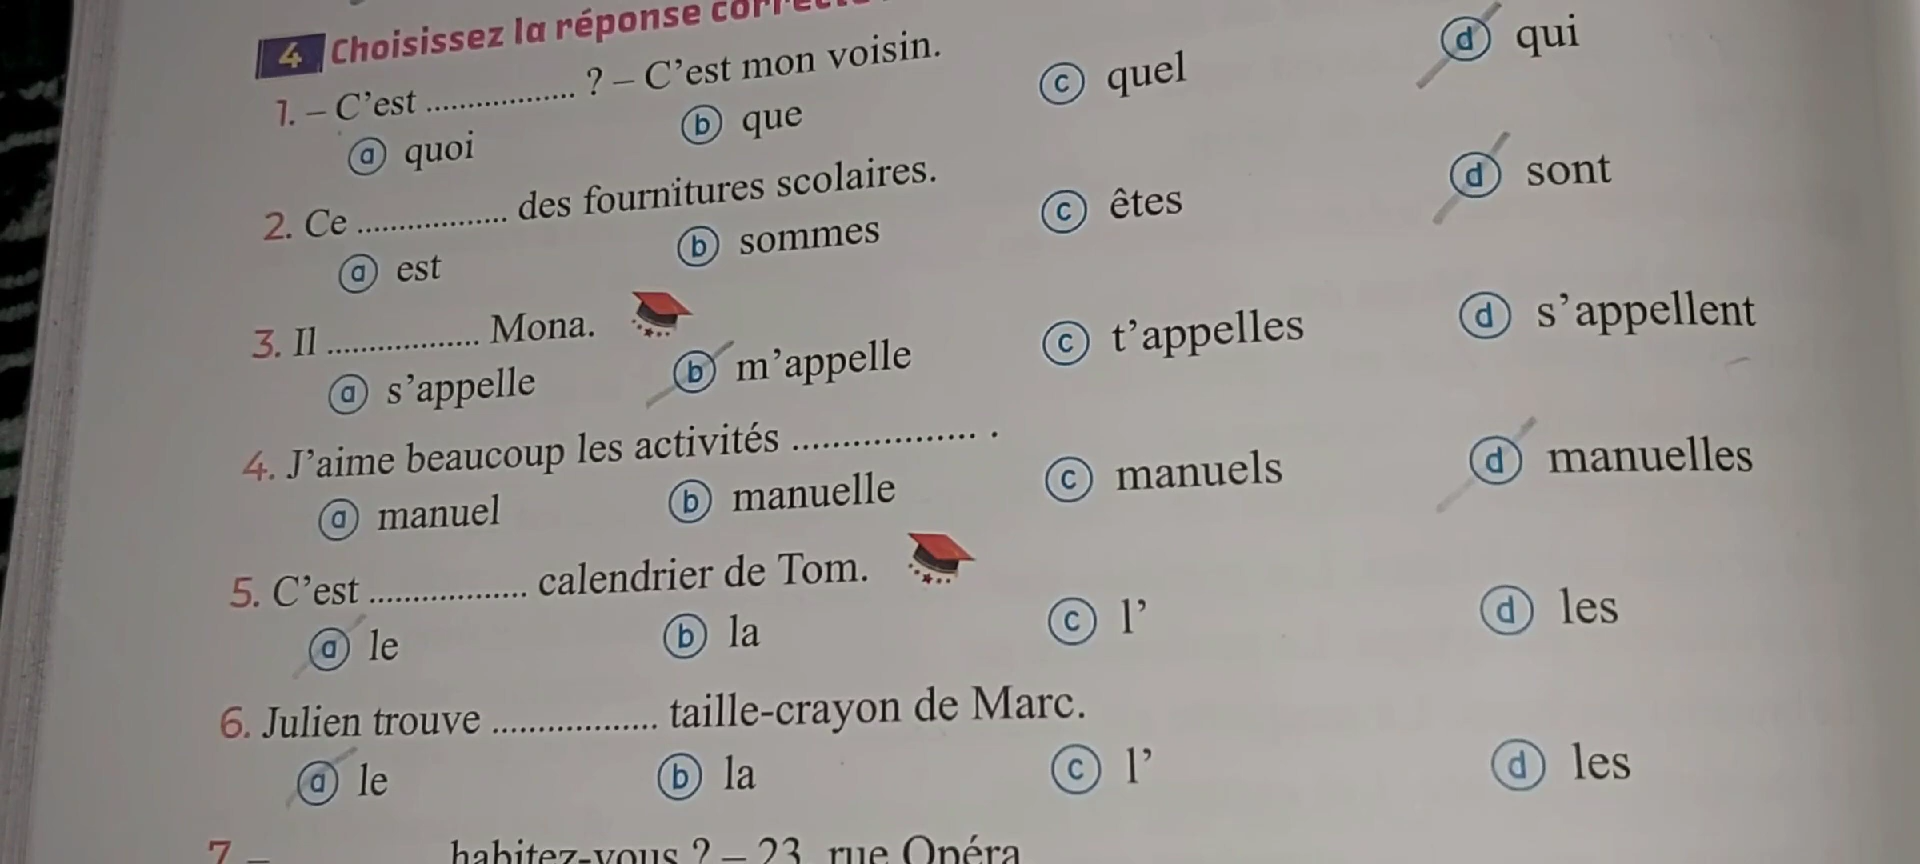 4 Choisissez la réponse
1. – C'est .................. ? – C'est mon voisin.
a quoi b que c quel d qui
2. Ce .................. des fournitures scolaires.
a est b sommes c êtes d sont
3. Il .................. Mona.
a s'appelle b m'appelle c t'appelles d s'appellent
4. J'aime beaucoup les activités .................. .
a manuel b manuelle c manuels d manuelles
5. C'est .................. calendrier de Tom.
a le b la c l' d les
6. Julien trouve .................. taille-crayon de Marc.
a le b la c l' d les
7 – habitez-vous ? – 23, rue Opéra